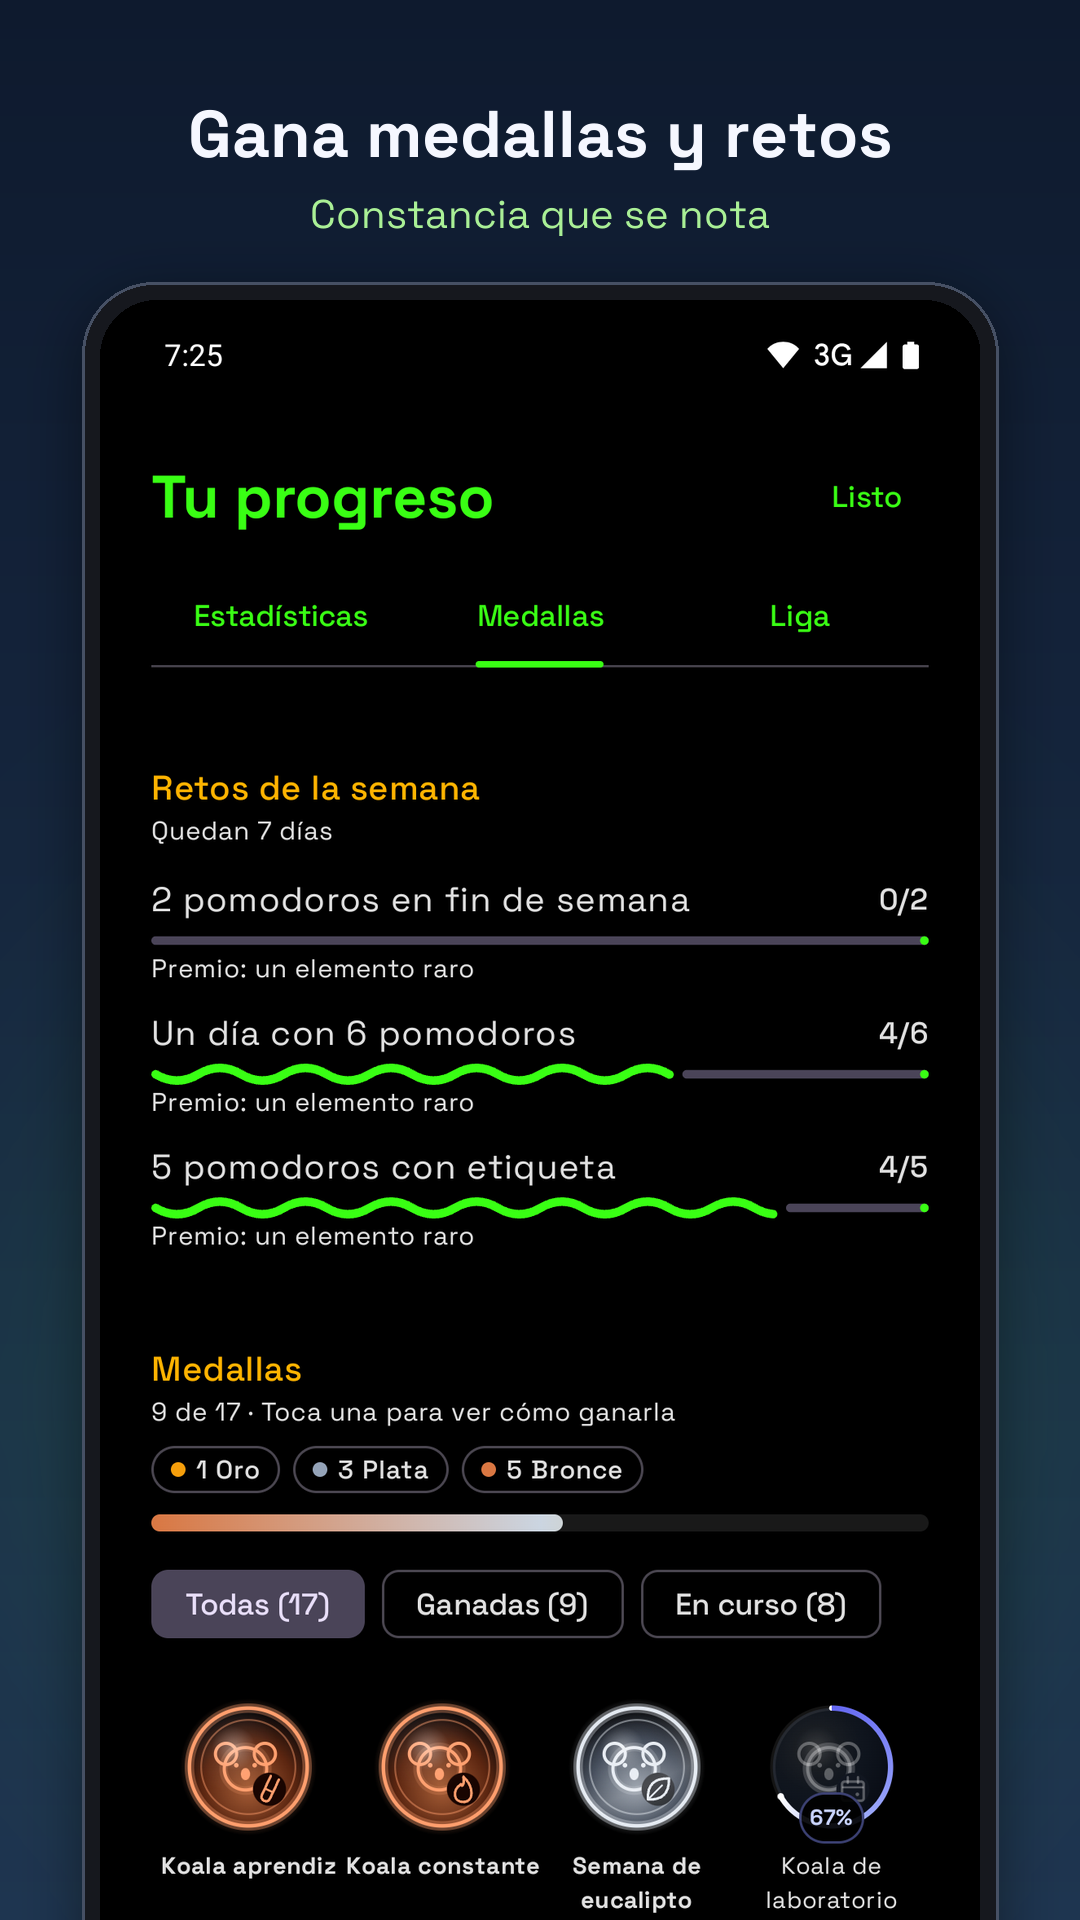 Gana medallas y retos
Constancia que se nota
7:25
3G
Tu progreso
Listo
Estadísticas
Medallas
Liga
Retos de la semana
Quedan 7 días
2 pomodoros en fin de semana
0/2
Premio: un elemento raro
Un día con 6 pomodoros
4/6
Premio: un elemento raro
5 pomodoros con etiqueta
4/5
Premio: un elemento raro
Medallas
9 de 17 · Toca una para ver cómo ganarla
1 Oro
3 Plata
5 Bronce
Todas (17)
Ganadas (9)
En curso (8)
67%
Koala aprendiz
Koala constante
Semana de
eucalipto
Koala de
laboratorio